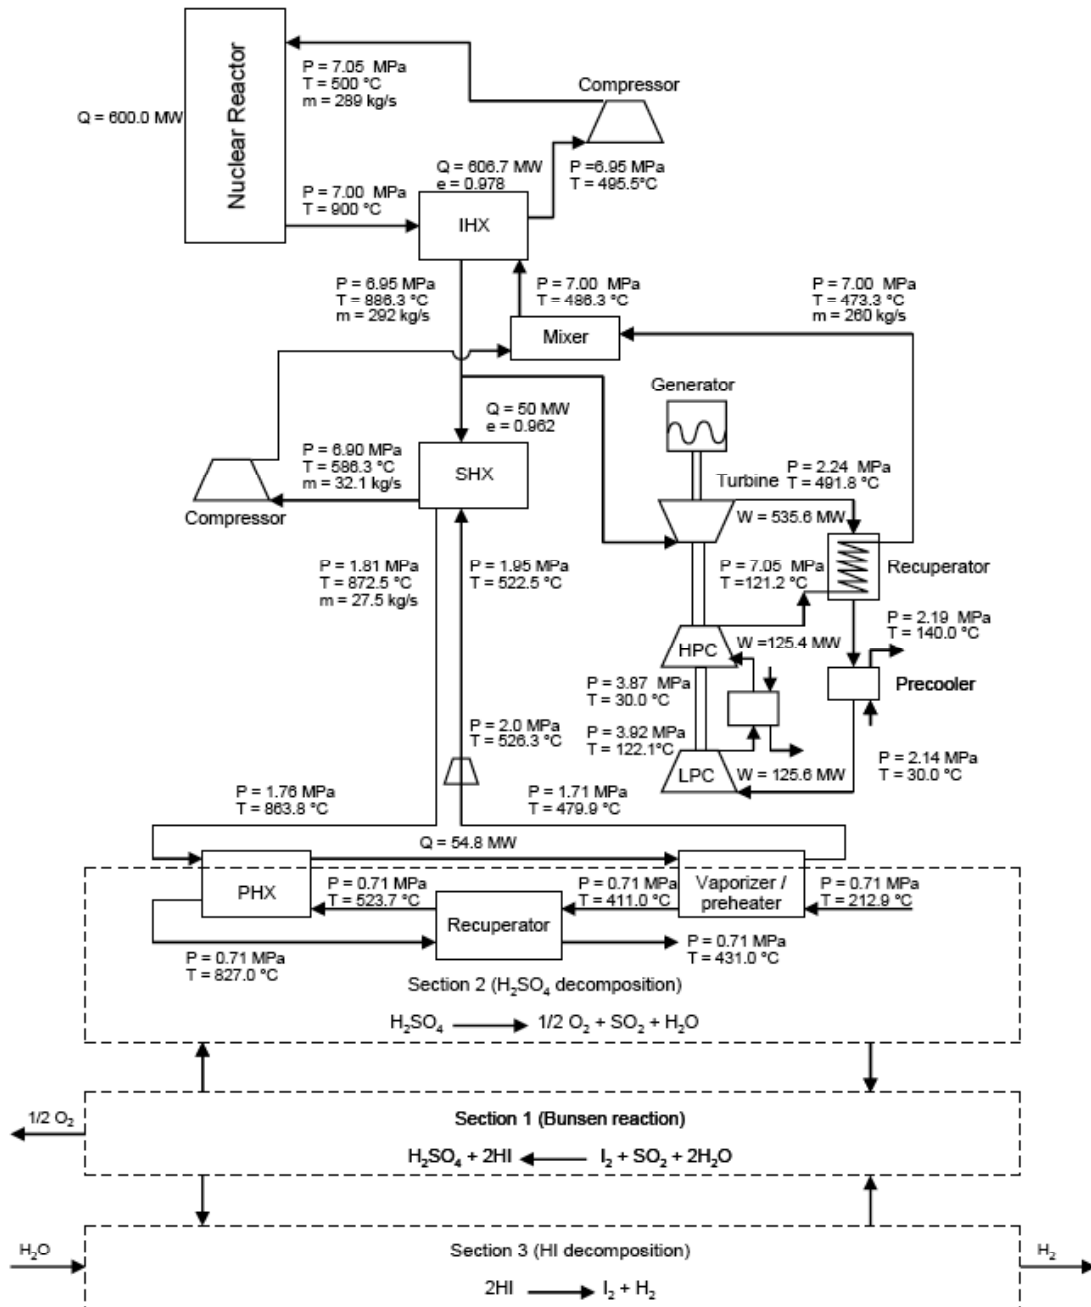 Nuclear Reactor
Q = 600.0 MW
P = 7.05 MPa
T = 500 °C
m = 289 kg/s
Compressor
P =6.95 MPa
T = 495.5°C
Q = 606.7 MW
e = 0.978
P = 7.00 MPa
T = 900 °C
IHX
P = 6.95 MPa
T = 886.3 °C
m = 292 kg/s
P = 7.00 MPa
T = 486.3 °C
P = 7.00 MPa
T = 473.3 °C
m = 260 kg/s
Mixer
Generator
Q = 50 MW
e = 0.962
P = 6.90 MPa
T = 586.3 °C
m = 32.1 kg/s
SHX
Compressor
P = 2.24 MPa
T = 491.8 °C
Turbine
W = 535.6 MW
P = 1.81 MPa
T = 872.5 °C
m = 27.5 kg/s
P = 1.95 MPa
T = 522.5 °C
P = 7.05 MPa
T =121.2 °C
Recuperator
P = 2.19 MPa
T = 140.0 °C
HPC
W =125.4 MW
P = 3.87 MPa
T = 30.0 °C
Precooler
P = 2.0 MPa
T = 526.3 °C
P = 3.92 MPa
T = 122.1°C
LPC
W = 125.6 MW
P = 2.14 MPa
T = 30.0 °C
P = 1.76 MPa
T = 863.8 °C
P = 1.71 MPa
T = 479.9 °C
Q = 54.8 MW
PHX
P = 0.71 MPa
T = 523.7 °C
Recuperator
P = 0.71 MPa
T = 411.0 °C
Vaporizer /
preheater
P = 0.71 MPa
T = 212.9 °C
P = 0.71 MPa
T = 827.0 °C
P = 0.71 MPa
T = 431.0 °C
Section 2 (H₂SO₄ decomposition)
H₂SO₄ → 1/2 O₂ + SO₂ + H₂O
1/2 O₂
Section 1 (Bunsen reaction)
H₂SO₄ + 2HI ← I₂ + SO₂ + 2H₂O
H₂O
Section 3 (HI decomposition)
H₂
2HI → I₂ + H₂